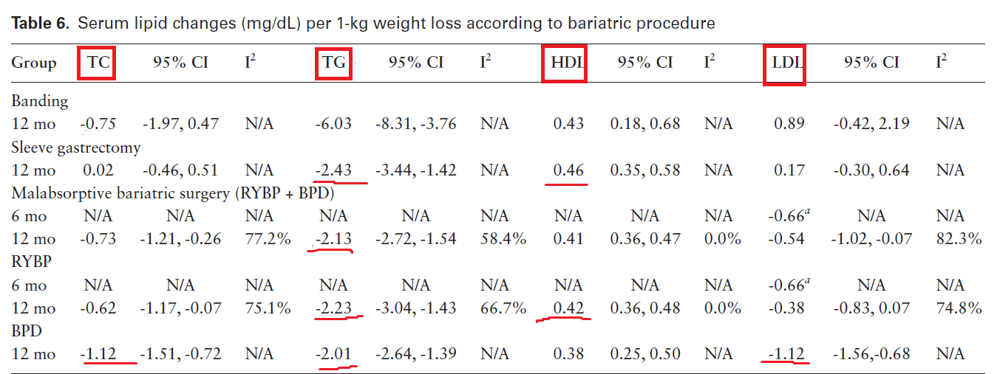 Table 6. Serum lipid changes (mg/dL) per 1-kg weight loss according to bariatric procedure
Group TC 95% CI I² TG 95% CI I² HDL 95% CI I² LDL 95% CI I²
Banding
12 mo -0.75 -1.97, 0.47 N/A -6.03 -8.31, -3.76 N/A 0.43 0.18, 0.68 N/A 0.89 -0.42, 2.19 N/A
Sleeve gastrectomy
12 mo 0.02 -0.46, 0.51 N/A -2.43 -3.44, -1.42 N/A 0.46 0.35, 0.58 N/A 0.17 -0.30, 0.64 N/A
Malabsorptive bariatric surgery (RYBP + BPD)
6 mo N/A N/A N/A N/A N/A N/A N/A N/A N/A -0.66ᵃ N/A N/A
12 mo -0.73 -1.21, -0.26 77.2% -2.13 -2.72, -1.54 58.4% 0.41 0.36, 0.47 0.0% -0.54 -1.02, -0.07 82.3%
RYBP
6 mo N/A N/A N/A N/A N/A N/A N/A N/A N/A -0.66ᵃ N/A N/A
12 mo -0.62 -1.17, -0.07 75.1% -2.23 -3.04, -1.43 66.7% 0.42 0.36, 0.48 0.0% -0.38 -0.83, 0.07 74.8%
BPD
12 mo -1.12 -1.51, -0.72 N/A -2.01 -2.64, -1.39 N/A 0.38 0.25, 0.50 N/A -1.12 -1.56,-0.68 N/A